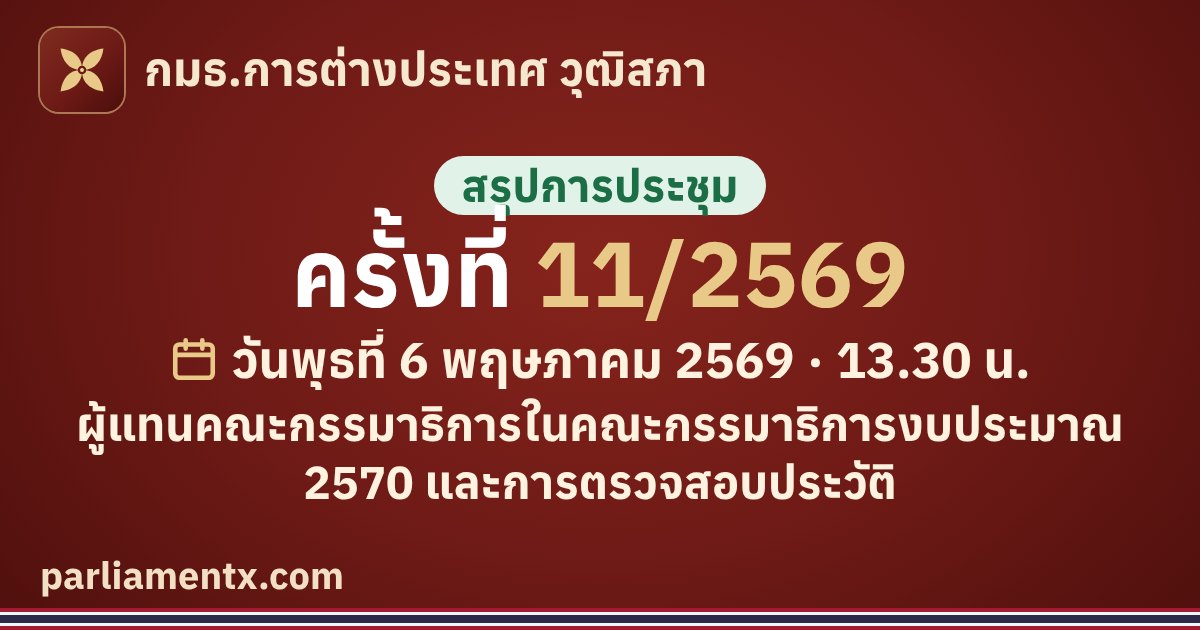 กมธ.การต่างประเทศ วุฒิสภา
สรุปการประชุม
ครั้งที่ 11/2569
วันพุธที่ 6 พฤษภาคม 2569 · 13.30 น.
ผู้แทนคณะกรรมาธิการในคณะกรรมาธิการงบประมาณ
2570 และการตรวจสอบประวัติ
parliamentx.com